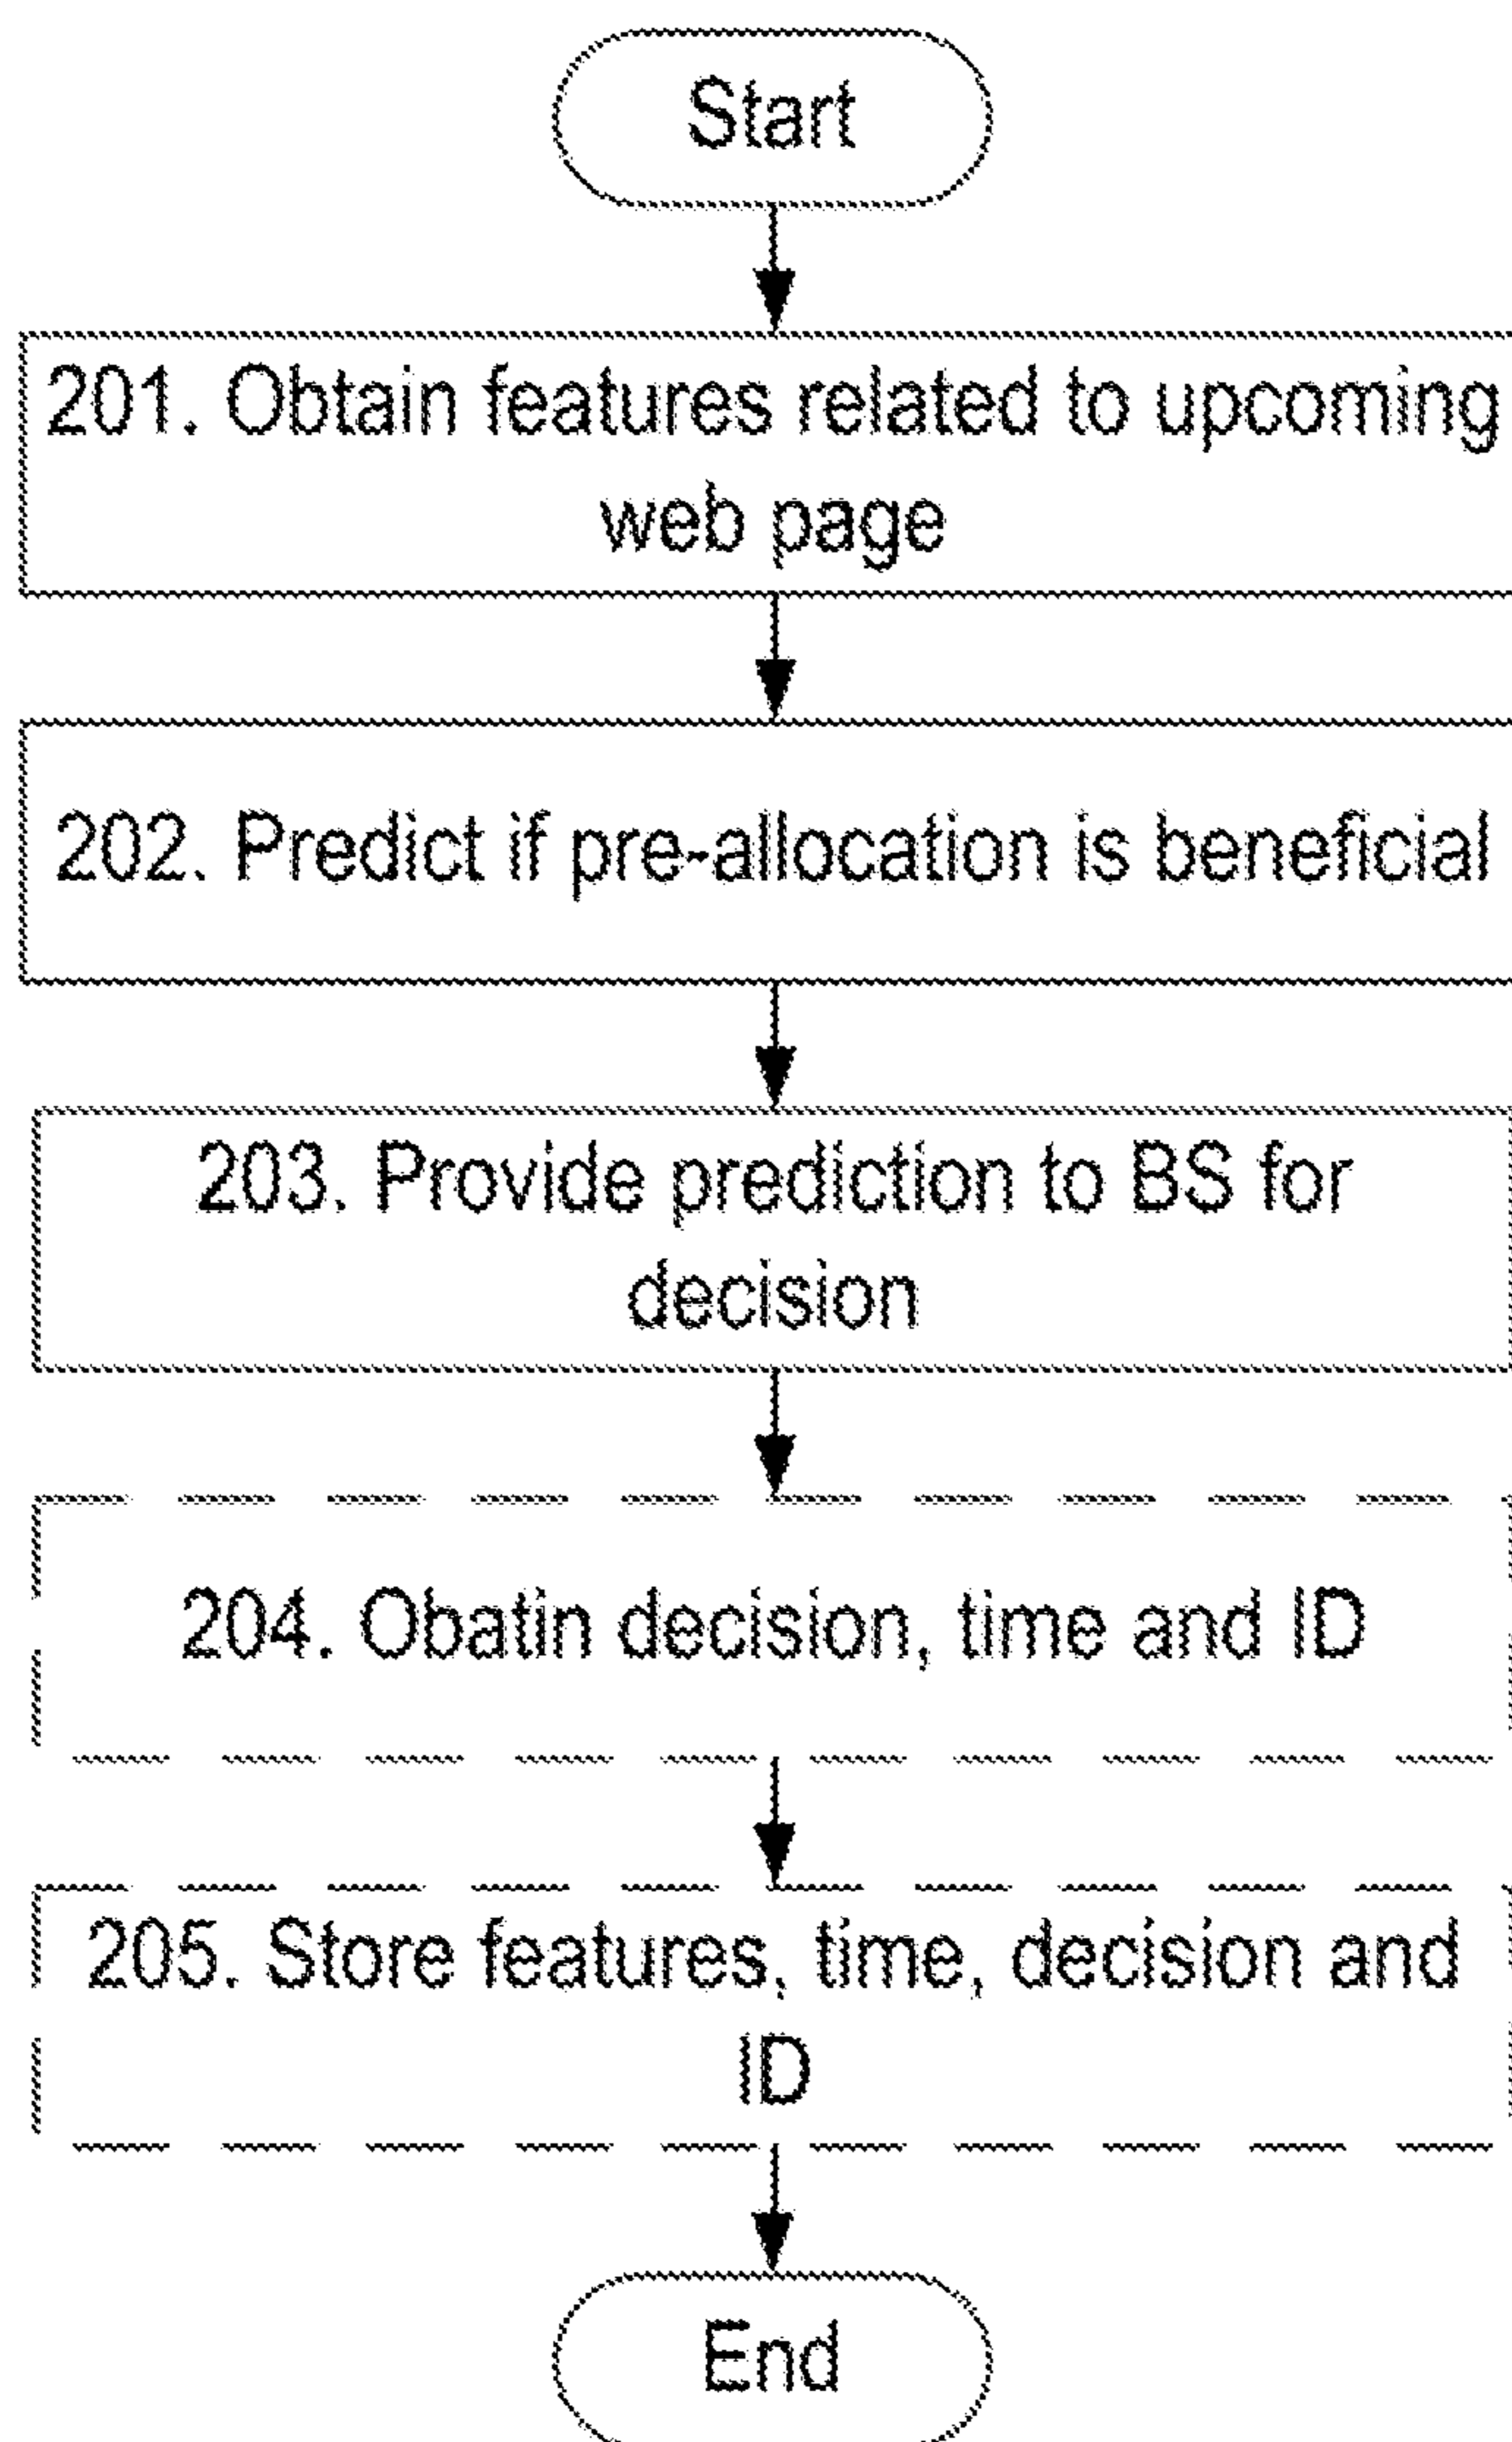 Start
201. Obtain features related to upcoming
web page
202. Predict if pre-allocation is beneficial
203. Provide prediction to BS for
decision
204. Obatin decision, time and ID
205. Store features, time, decision and
ID
End